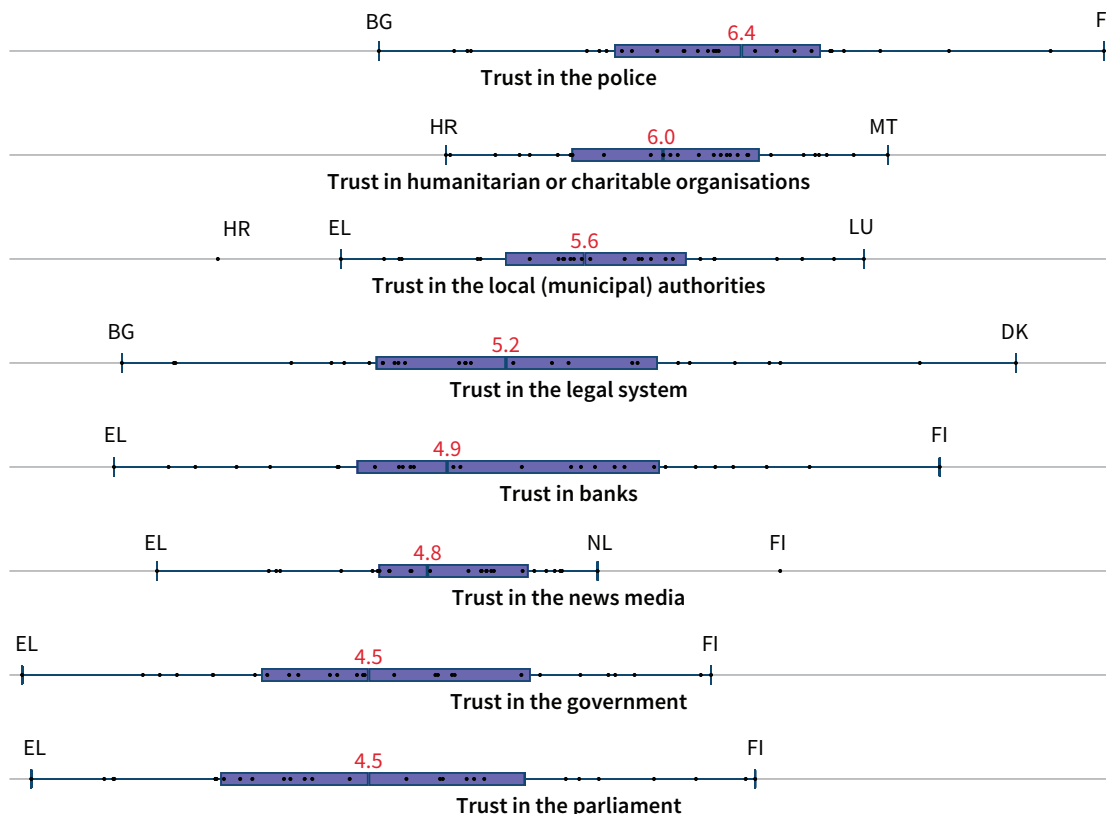 BG F
6.4
Trust in the police
HR MT
6.0
Trust in humanitarian or charitable organisations
HR EL LU
5.6
Trust in the local (municipal) authorities
BG DK
5.2
Trust in the legal system
EL FI
4.9
Trust in banks
EL NL FI
4.8
Trust in the news media
EL FI
4.5
Trust in the government
EL FI
4.5
Trust in the parliament